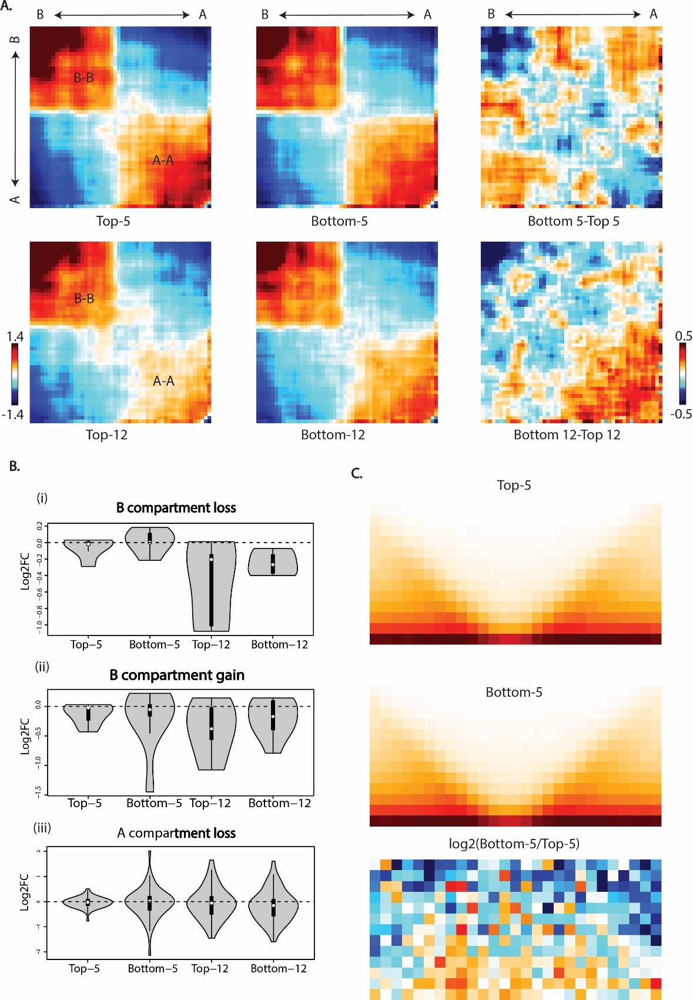 A.
B A B A B A
B
B-B
A-A
A
Top-5 Bottom-5 Bottom 5-Top 5
B-B
A-A
1.4
-1.4
0.5
-0.5
Top-12 Bottom-12 Bottom 12-Top 12
B.
C.
(i)
B compartment loss
Log2FC
0.2
0.0
−0.2
−0.4
−0.6
−0.8
−1.0
Top−5 Bottom−5 Top−12 Bottom−12
(ii)
B compartment gain
Log2FC
0.0
−0.5
−1.0
−1.5
Top−5 Bottom−5 Top−12 Bottom−12
(iii)
A compartment loss
Log2FC
2
1
0
−1
−2
Top−5 Bottom−5 Top−12 Bottom−12
Top-5
Bottom-5
log2(Bottom-5/Top-5)